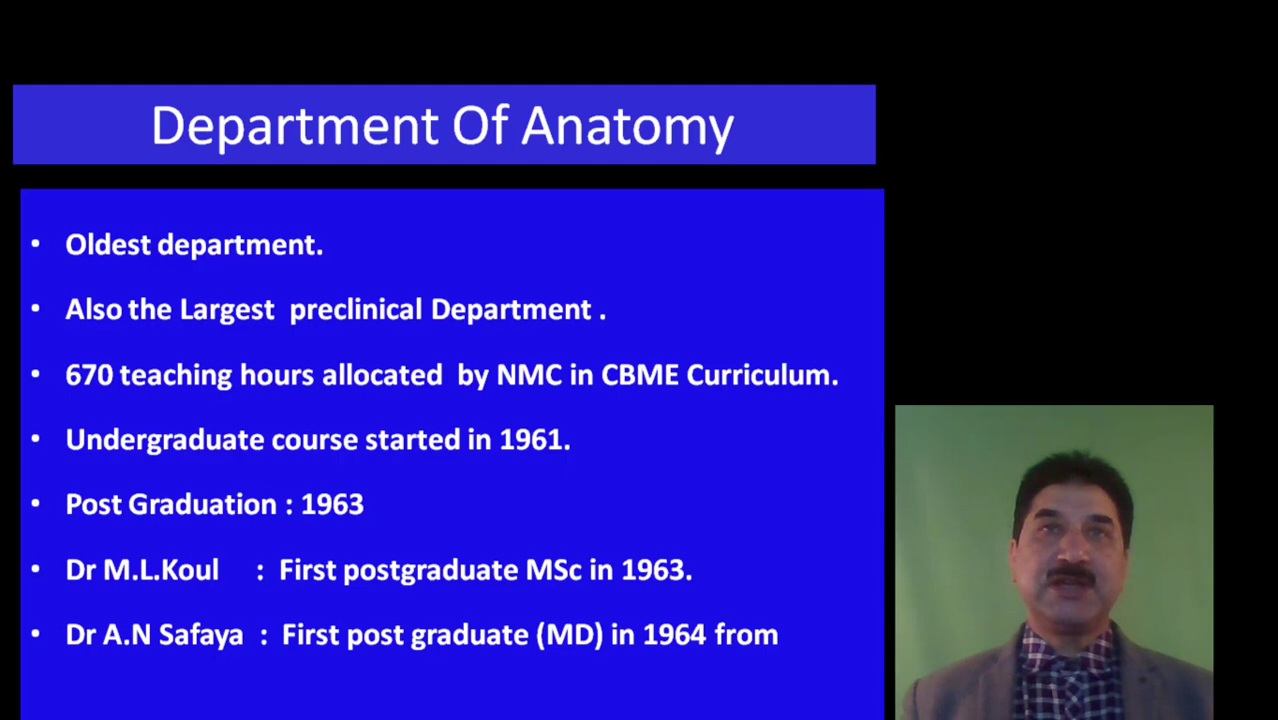 Department Of Anatomy
• Oldest department.
• Also the Largest preclinical Department .
• 670 teaching hours allocated by NMC in CBME Curriculum.
• Undergraduate course started in 1961.
• Post Graduation : 1963
• Dr M.L.Koul : First postgraduate MSc in 1963.
• Dr A.N Safaya : First post graduate (MD) in 1964 from